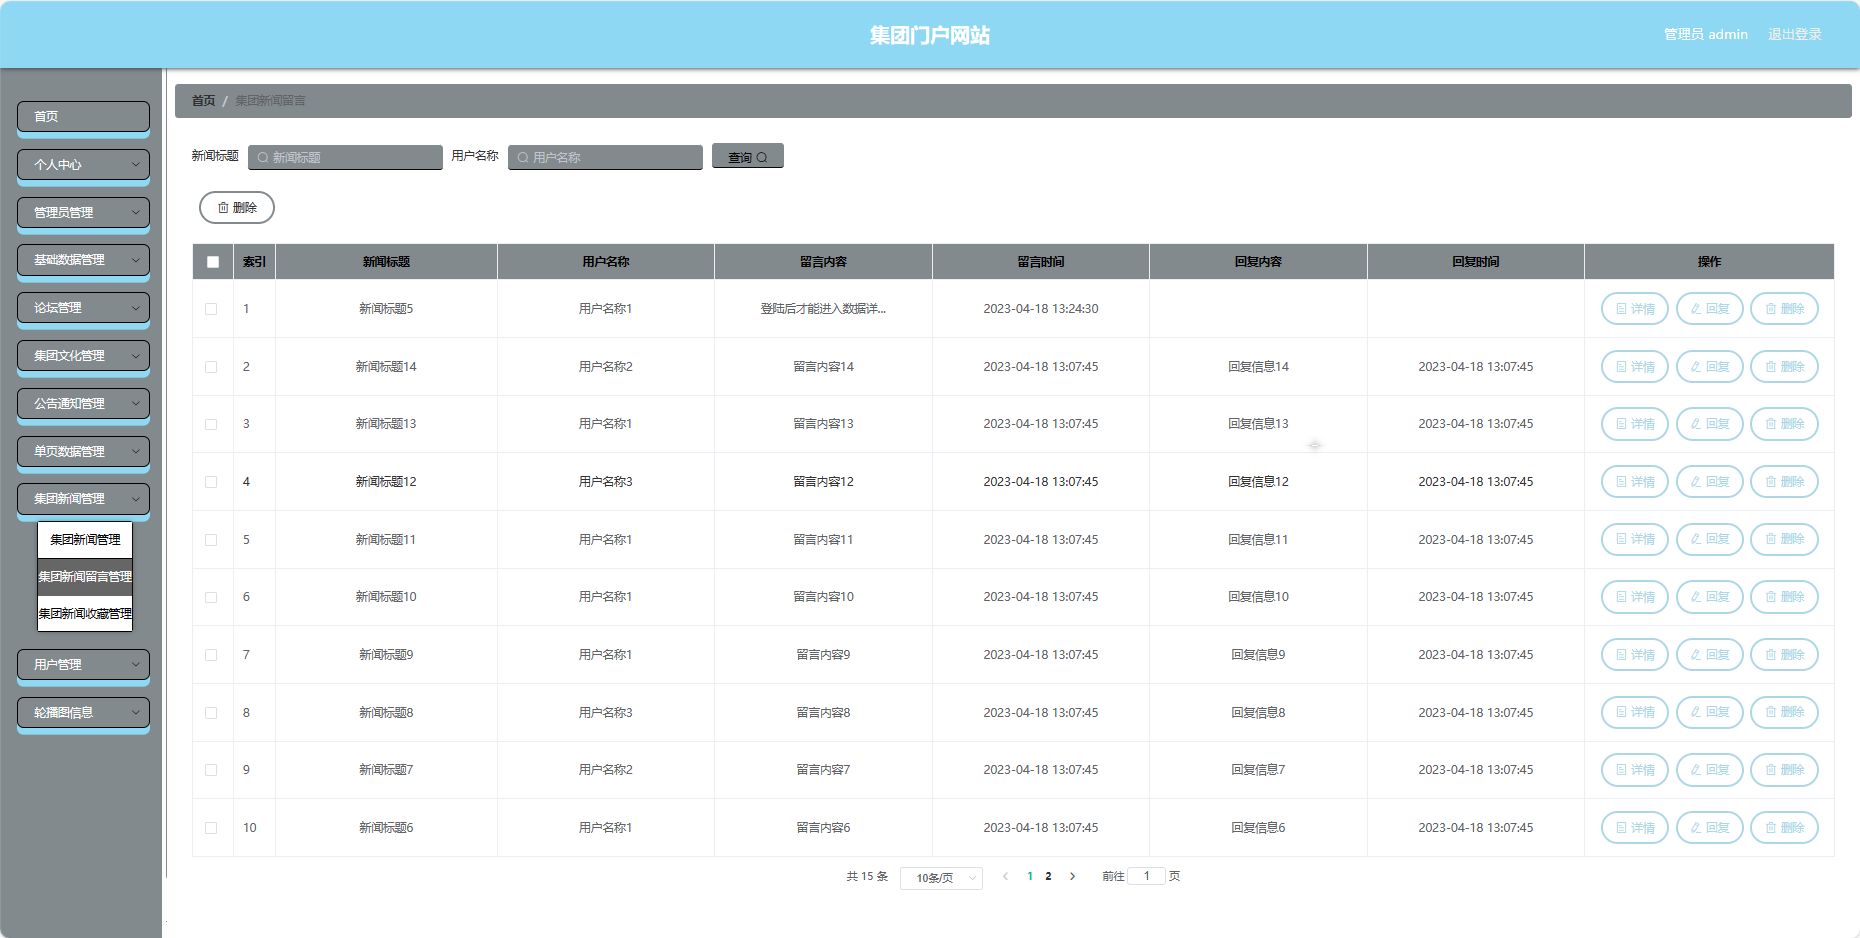 集团门户网站
管理员 admin 退出登录
首页
个人中心
管理员管理
基础数据管理
论坛管理
集团文化管理
公告通知管理
单页数据管理
集团新闻管理
集团新闻管理
集团新闻留言管理
集团新闻收藏管理
用户管理
轮播图信息
首页 / 集团新闻留言
新闻标题 新闻标题 用户名称 用户名称 查询
删除
索引 新闻标题 用户名称 留言内容 留言时间 回复内容 回复时间 操作
1 新闻标题5 用户名称1 登陆后才能进入数据详... 2023-04-18 13:24:30 详情 回复 删除
2 新闻标题14 用户名称2 留言内容14 2023-04-18 13:07:45 回复信息14 2023-04-18 13:07:45 详情 回复 删除
3 新闻标题13 用户名称1 留言内容13 2023-04-18 13:07:45 回复信息13 2023-04-18 13:07:45 详情 回复 删除
4 新闻标题12 用户名称3 留言内容12 2023-04-18 13:07:45 回复信息12 2023-04-18 13:07:45 详情 回复 删除
5 新闻标题11 用户名称1 留言内容11 2023-04-18 13:07:45 回复信息11 2023-04-18 13:07:45 详情 回复 删除
6 新闻标题10 用户名称1 留言内容10 2023-04-18 13:07:45 回复信息10 2023-04-18 13:07:45 详情 回复 删除
7 新闻标题9 用户名称1 留言内容9 2023-04-18 13:07:45 回复信息9 2023-04-18 13:07:45 详情 回复 删除
8 新闻标题8 用户名称3 留言内容8 2023-04-18 13:07:45 回复信息8 2023-04-18 13:07:45 详情 回复 删除
9 新闻标题7 用户名称2 留言内容7 2023-04-18 13:07:45 回复信息7 2023-04-18 13:07:45 详情 回复 删除
10 新闻标题6 用户名称1 留言内容6 2023-04-18 13:07:45 回复信息6 2023-04-18 13:07:45 详情 回复 删除
共 15 条 10条/页 1 2 前往 1 页